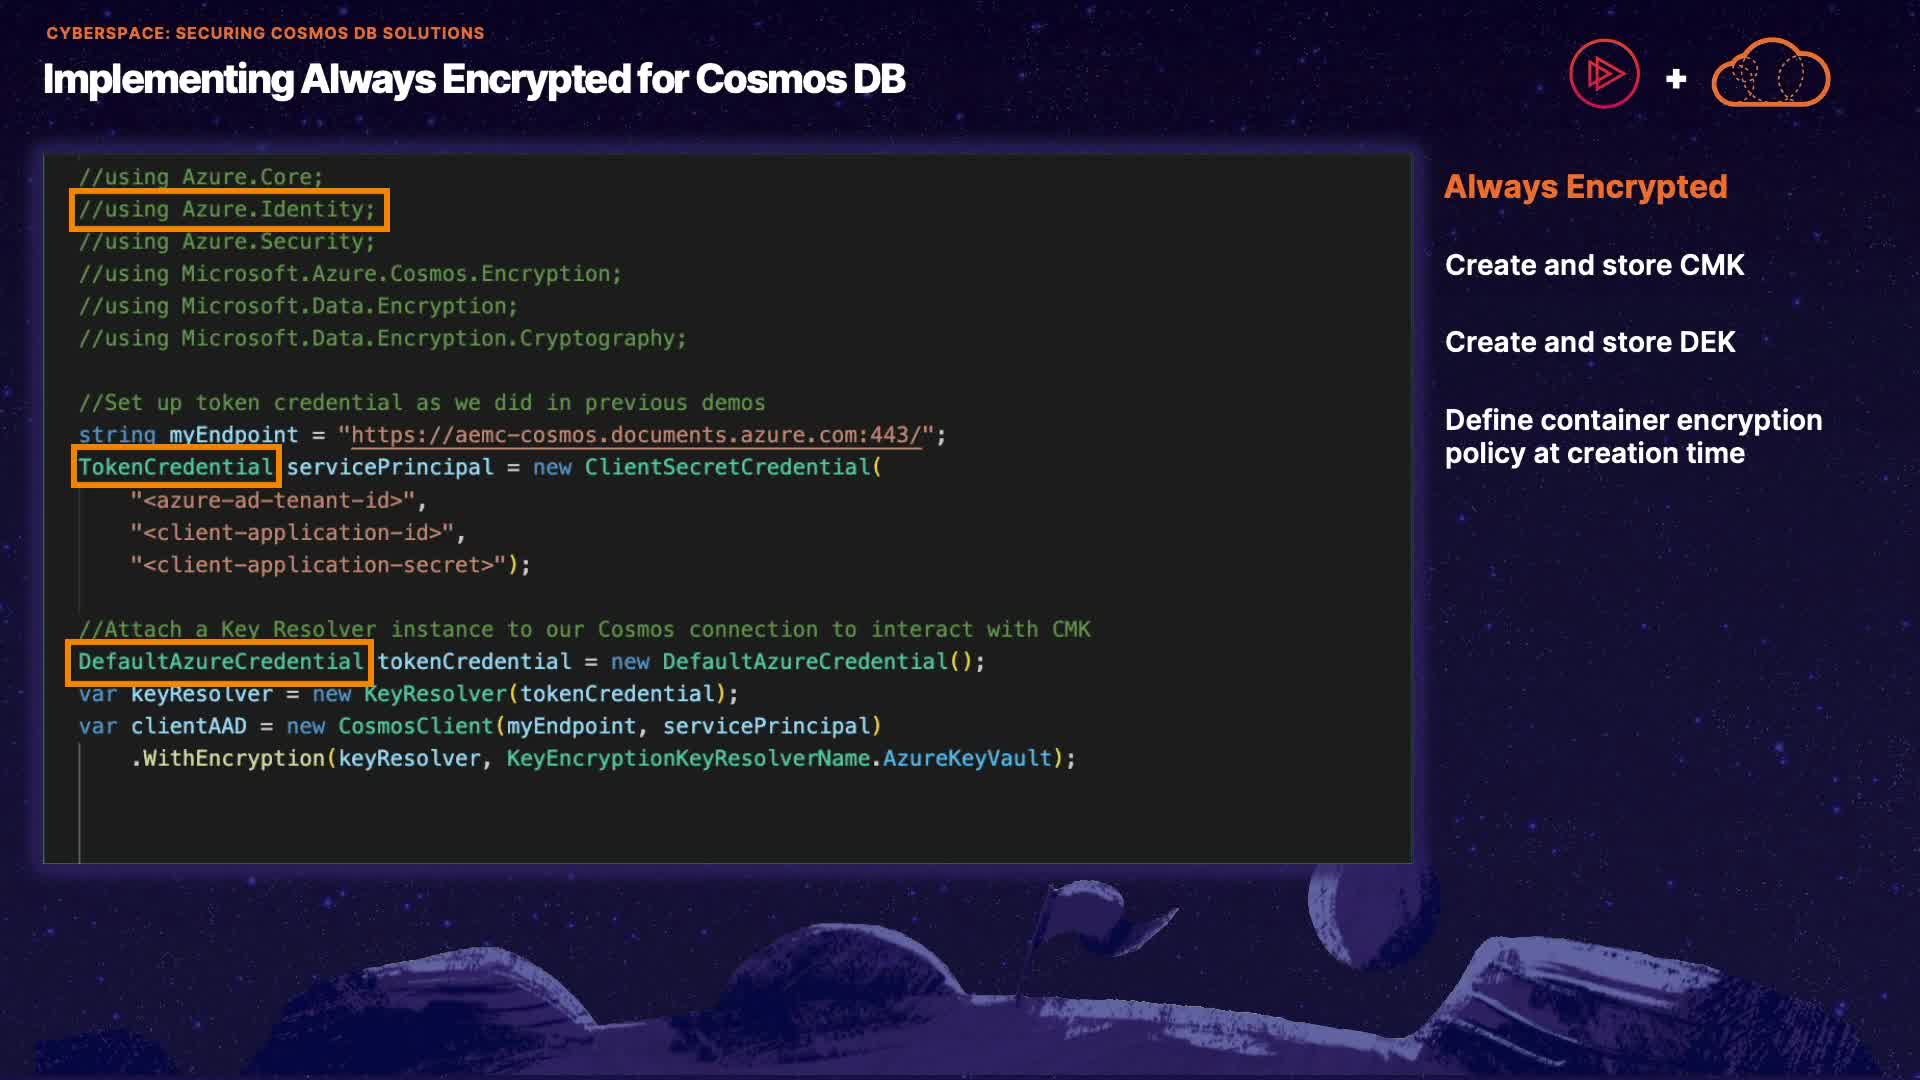 CYBERSPACE: SECURING COSMOS DB SOLUTIONS
Implementing Always Encrypted for Cosmos DB
//using Azure.Core;
//using Azure.Identity;
//using Azure.Security;
//using Microsoft.Azure.Cosmos.Encryption;
//using Microsoft.Data.Encryption;
//using Microsoft.Data.Encryption.Cryptography;
//Set up token credential as we did in previous demos
string myEndpoint = "https://aemc-cosmos.documents.azure.com:443/";
TokenCredential servicePrincipal = new ClientSecretCredential(
"<azure-ad-tenant-id>",
"<client-application-id>",
"<client-application-secret>");
//Attach a Key Resolver instance to our Cosmos connection to interact with CMK
DefaultAzureCredential tokenCredential = new DefaultAzureCredential();
var keyResolver = new KeyResolver(tokenCredential);
var clientAAD = new CosmosClient(myEndpoint, servicePrincipal)
.WithEncryption(keyResolver, KeyEncryptionKeyResolverName.AzureKeyVault);
Always Encrypted
Create and store CMK
Create and store DEK
Define container encryption
policy at creation time